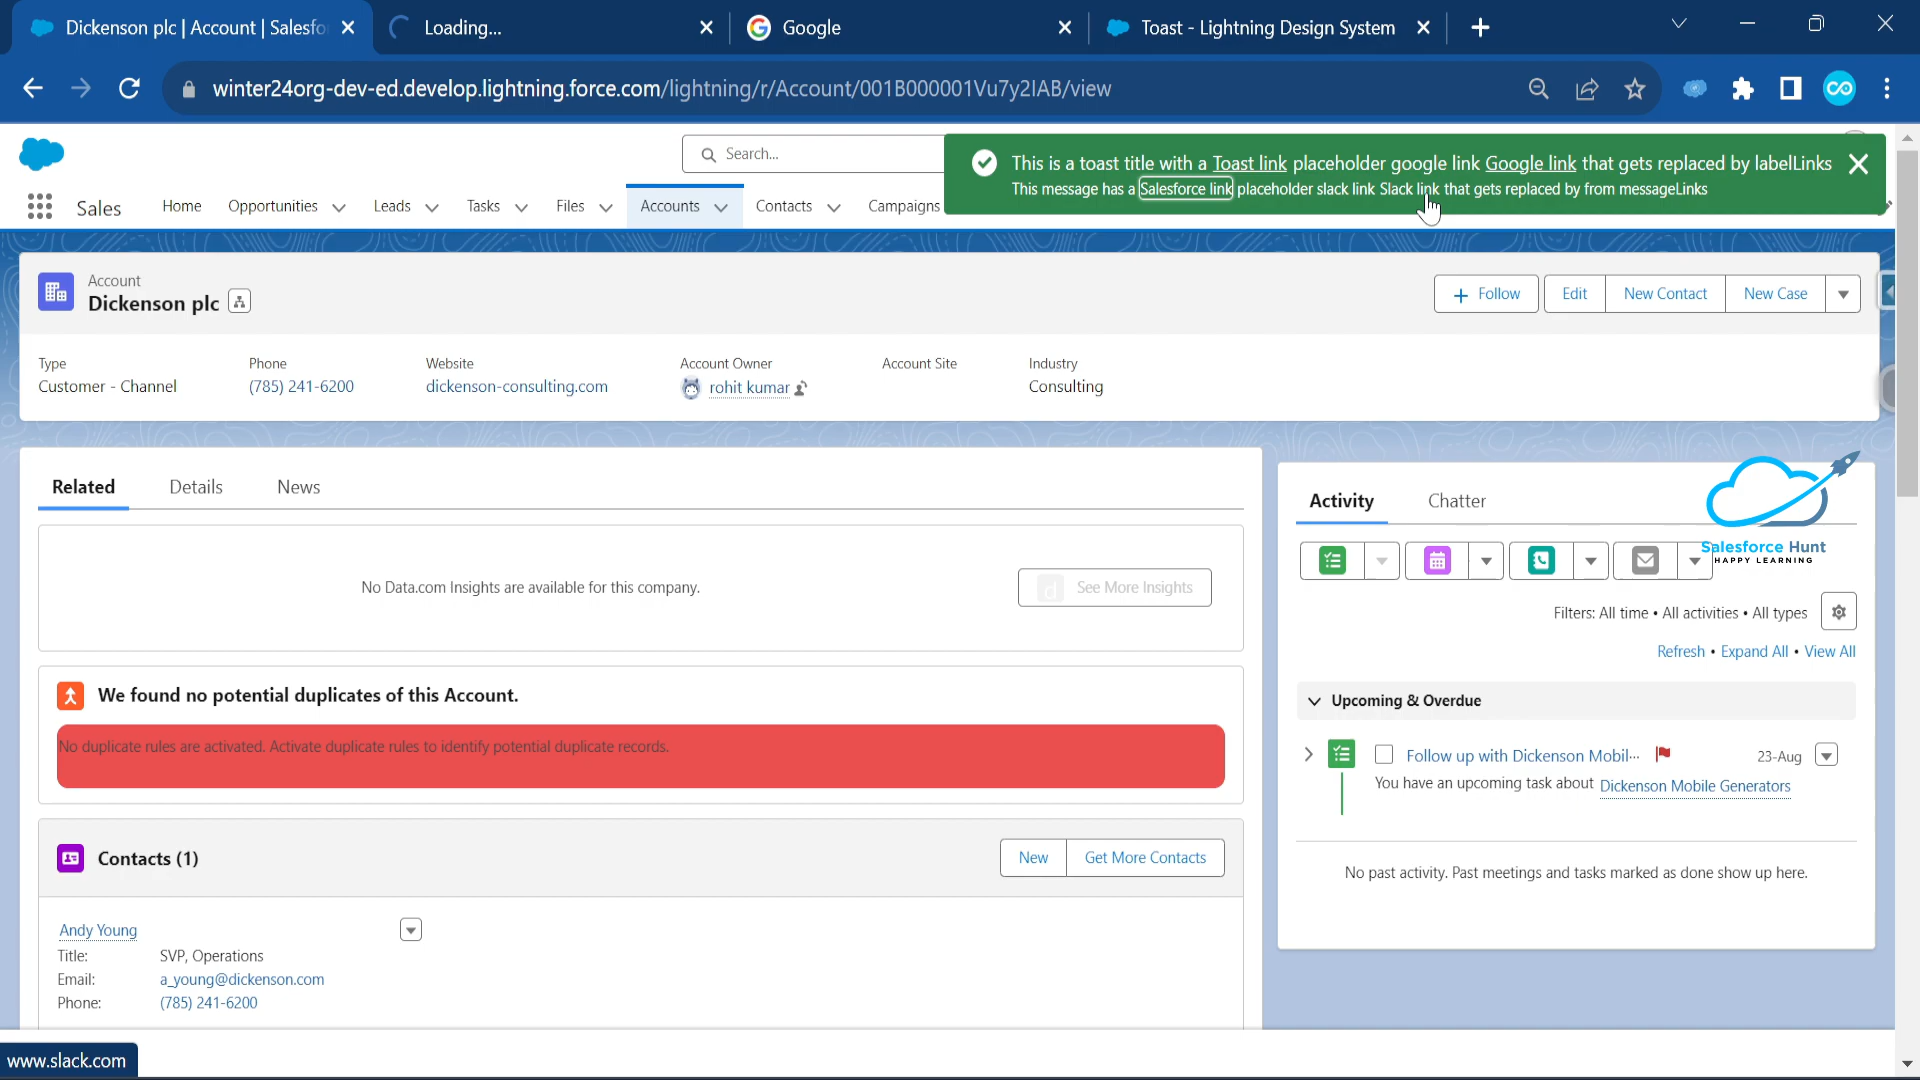 Dickenson plc | Account | Salesfo
Loading...
Google
Toast - Lightning Design System
winter24org-dev-ed.develop.lightning.force.com/lightning/r/Account/001B000001Vu7y2IAB/view
Search...
This is a toast title with a Toast link placeholder google link Google link that gets replaced by labelLinks
This message has a Salesforce link placeholder slack link Slack link that gets replaced by from messageLinks
Sales
Home
Opportunities
Leads
Tasks
Files
Accounts
Contacts
Campaigns
Account
Dickenson plc
Follow
Edit
New Contact
New Case
Type
Customer - Channel
Phone
(785) 241-6200
Website
dickenson-consulting.com
Account Owner
rohit kumar
Account Site
Industry
Consulting
Related
Details
News
No Data.com Insights are available for this company.
d See More Insights
We found no potential duplicates of this Account.
No duplicate rules are activated. Activate duplicate rules to identify potential duplicate records.
Contacts (1)
New
Get More Contacts
Andy Young
Title: SVP, Operations
Email: a_young@dickenson.com
Phone: (785) 241-6200
Activity
Chatter
Salesforce Hunt
HAPPY LEARNING
Filters: All time • All activities • All types
Refresh • Expand All • View All
Upcoming & Overdue
Follow up with Dickenson Mobil...
23-Aug
You have an upcoming task about Dickenson Mobile Generators
No past activity. Past meetings and tasks marked as done show up here.
www.slack.com